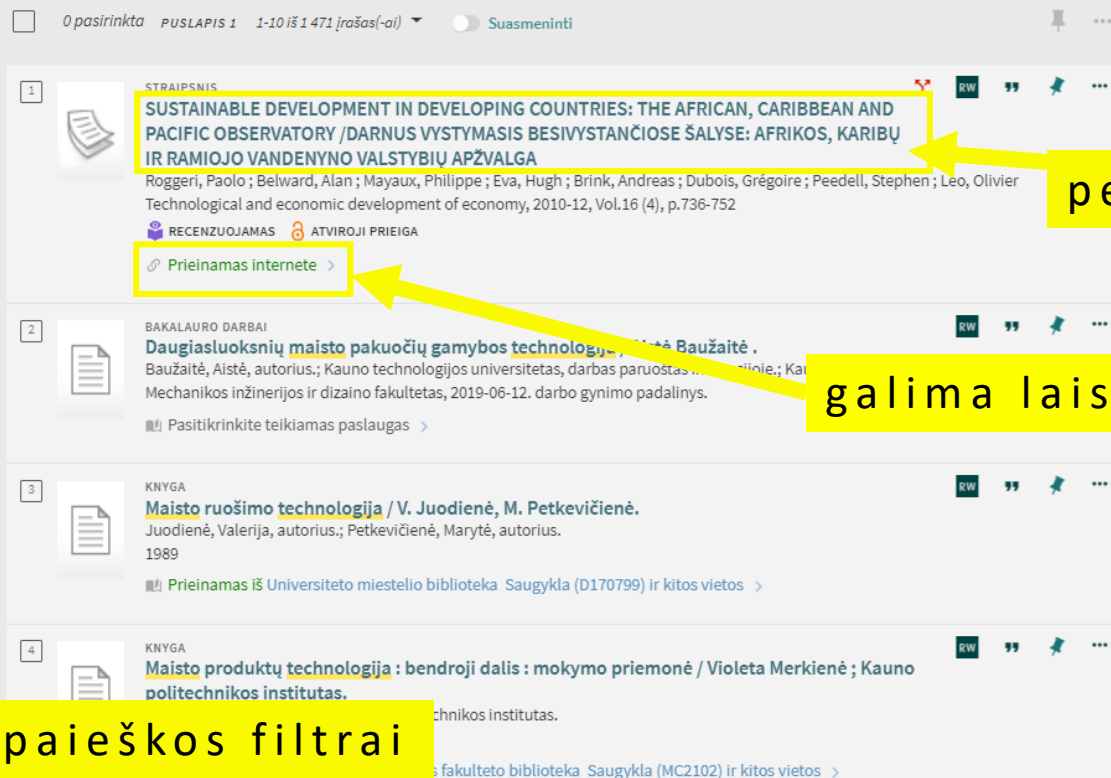 0 pasirinkta PUSLAPIS 1 1-10 iš 1 471 įrašas(-ai) Suasmeninti
1
STRAIPSNIS
RW
SUSTAINABLE DEVELOPMENT IN DEVELOPING COUNTRIES: THE AFRICAN, CARIBBEAN AND
PACIFIC OBSERVATORY /DARNUS VYSTYMASIS BESIVYSTANČIOSE ŠALYSE: AFRIKOS, KARIBŲ
IR RAMIOJO VANDENYNO VALSTYBIŲ APŽVALGA
Roggeri, Paolo ; Belward, Alan ; Mayaux, Philippe ; Eva, Hugh ; Brink, Andreas ; Dubois, Grégoire ; Peedell, Stephen ; Leo, Olivier
Technological and economic development of economy, 2010-12, Vol.16 (4), p.736-752
RECENZUOJAMAS ATVIROJI PRIEIGA
Prieinamas internete
2
BAKALAURO DARBAI
RW
Daugiasluoksnių maisto pakuočių gamybos technologija / Aistė Baužaitė .
Baužaitė, Aistė, autorius.; Kauno technologijos universitetas, darbas paruoštas
Mechanikos inžinerijos ir dizaino fakultetas, 2019-06-12. darbo gynimo padalinys.
galima lais
Pasitikrinkite teikiamas paslaugas
3
KNYGA
RW
Maisto ruošimo technologija / V. Juodienė, M. Petkevičienė.
Juodienė, Valerija, autorius.; Petkevičienė, Marytė, autorius.
1989
Prieinamas iš Universiteto miestelio biblioteka Saugykla (D170799) ir kitos vietos
4
KNYGA
RW
Maisto produktų technologija : bendroji dalis : mokymo priemonė / Violeta Merkienė ; Kauno
politechnikos institutas.
chnikos institutas.
paieškos filtrai
s fakulteto biblioteka Saugykla (MC2102) ir kitos vietos